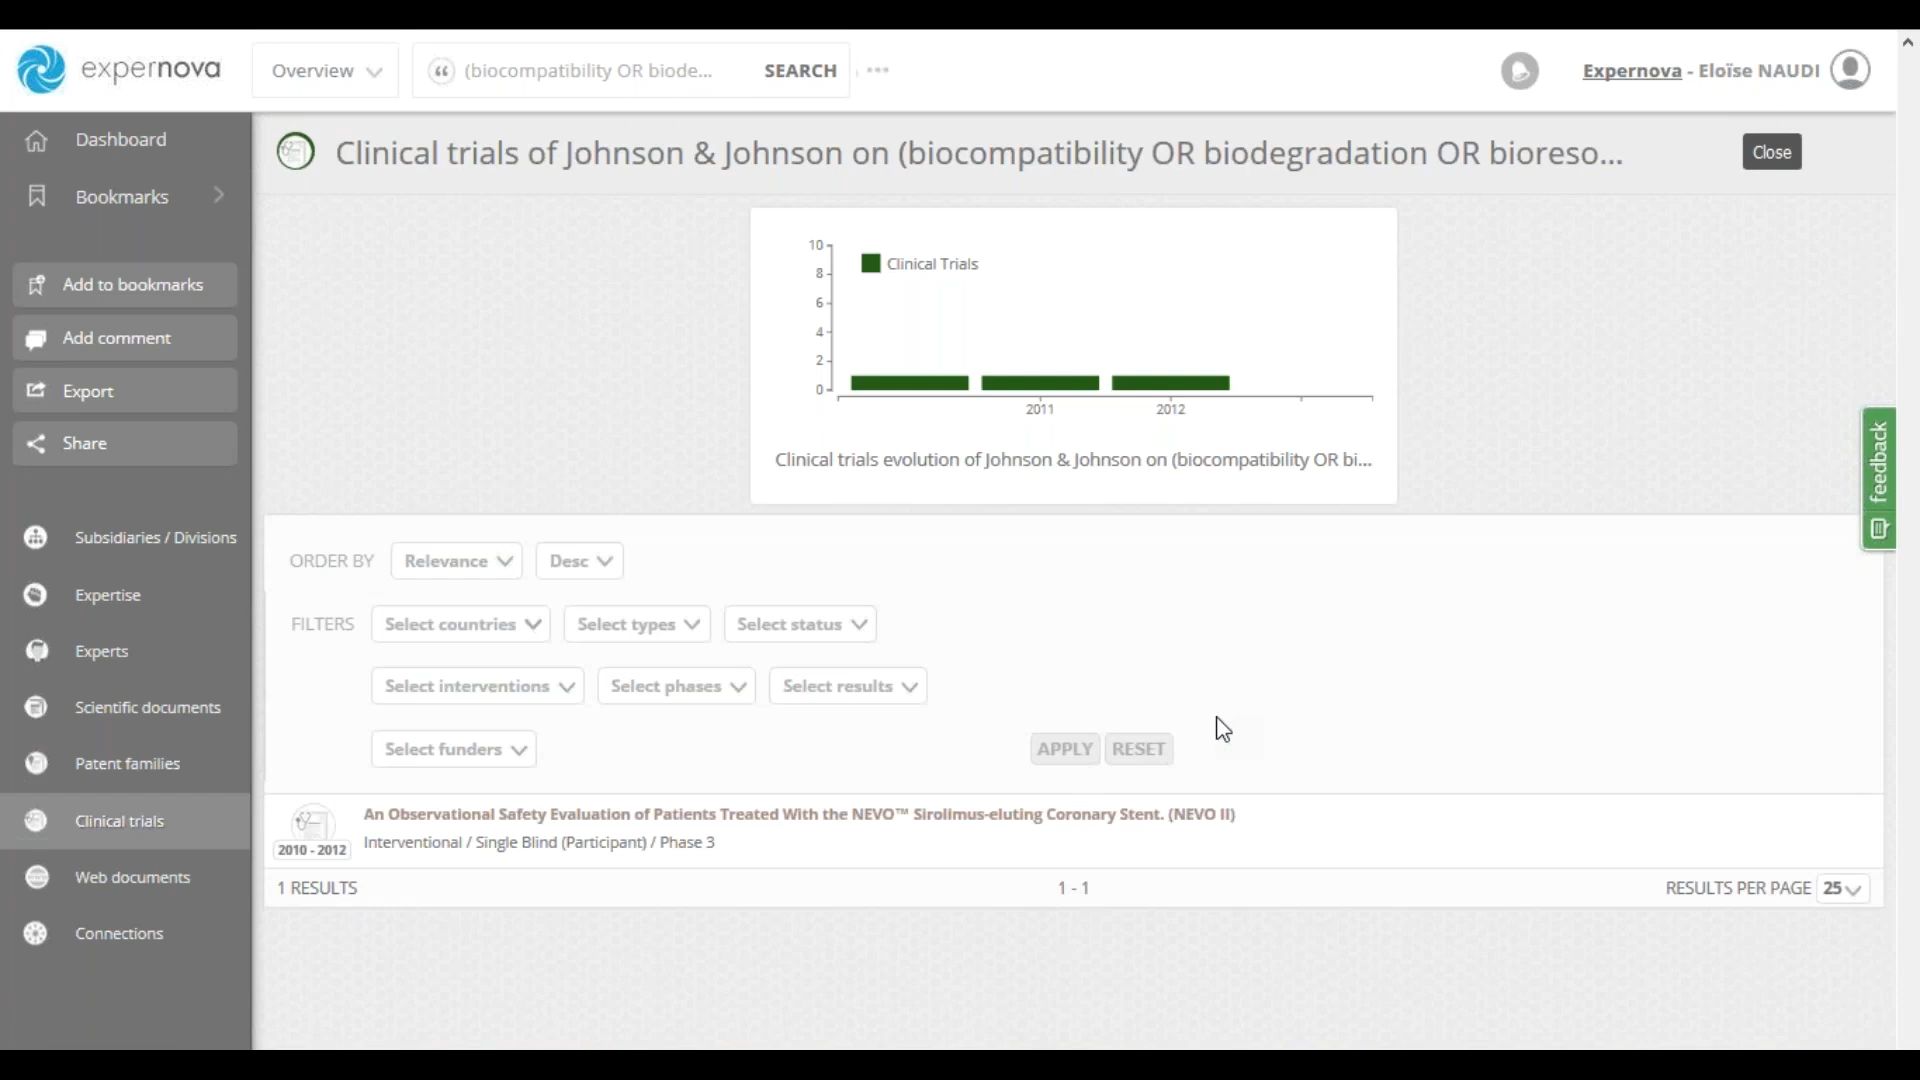 expernova
Overview
(biocompatibility OR biode...
SEARCH
Expernova - Eloïse NAUDI
Dashboard
Bookmarks
Add to bookmarks
Add comment
Export
Share
Subsidiaries / Divisions
Expertise
Experts
Scientific documents
Patent families
Clinical trials
Web documents
Connections
Clinical trials of Johnson & Johnson on (biocompatibility OR biodegradation OR bioreso...
Close
Clinical Trials
10
8
6
4
2
0
2011 2012
Clinical trials evolution of Johnson & Johnson on (biocompatibility OR bi...
feedback
ORDER BY Relevance Desc
FILTERS Select countries Select types Select status
Select interventions Select phases Select results
Select funders APPLY RESET
An Observational Safety Evaluation of Patients Treated With the NEVO™ Sirolimus-eluting Coronary Stent. (NEVO II)
2010 - 2012
Interventional / Single Blind (Participant) / Phase 3
1 RESULTS 1 - 1 RESULTS PER PAGE 25